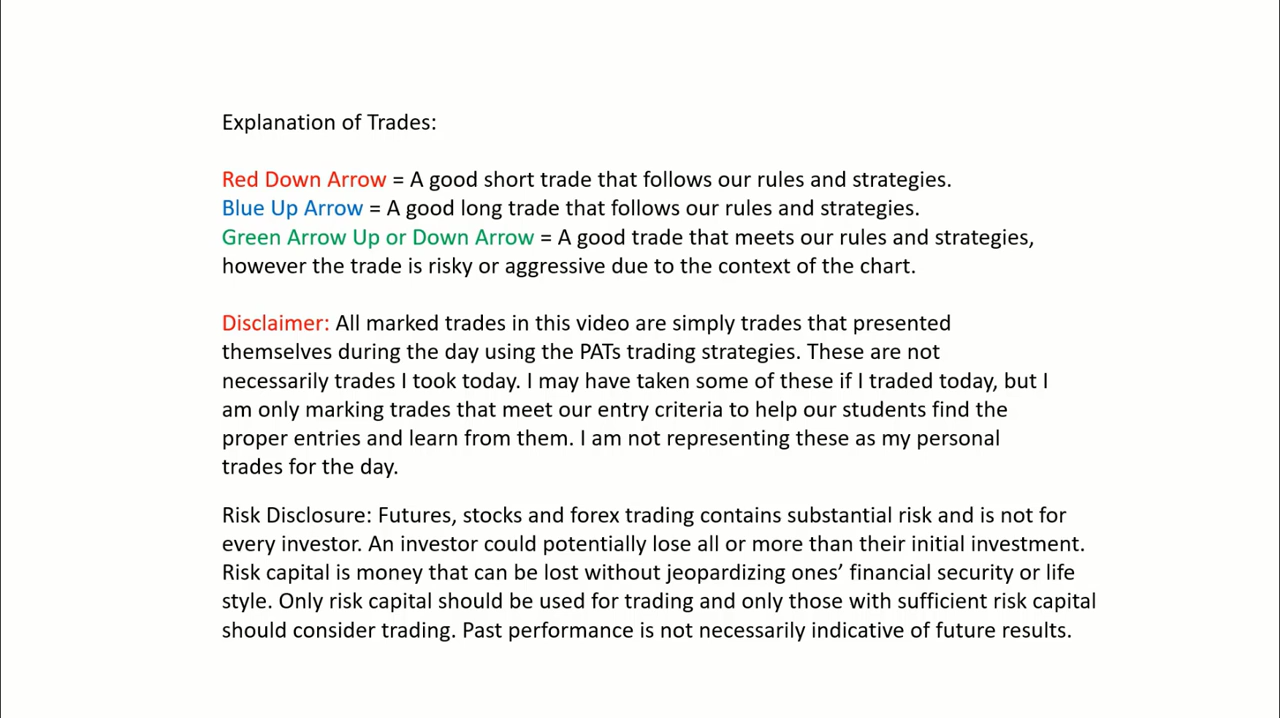 Explanation of Trades:
Red Down Arrow = A good short trade that follows our rules and strategies.
Blue Up Arrow = A good long trade that follows our rules and strategies.
Green Arrow Up or Down Arrow = A good trade that meets our rules and strategies,
however the trade is risky or aggressive due to the context of the chart.
Disclaimer: All marked trades in this video are simply trades that presented
themselves during the day using the PATs trading strategies. These are not
necessarily trades I took today. I may have taken some of these if I traded today, but I
am only marking trades that meet our entry criteria to help our students find the
proper entries and learn from them. I am not representing these as my personal
trades for the day.
Risk Disclosure: Futures, stocks and forex trading contains substantial risk and is not for
every investor. An investor could potentially lose all or more than their initial investment.
Risk capital is money that can be lost without jeopardizing ones’ financial security or life
style. Only risk capital should be used for trading and only those with sufficient risk capital
should consider trading. Past performance is not necessarily indicative of future results.